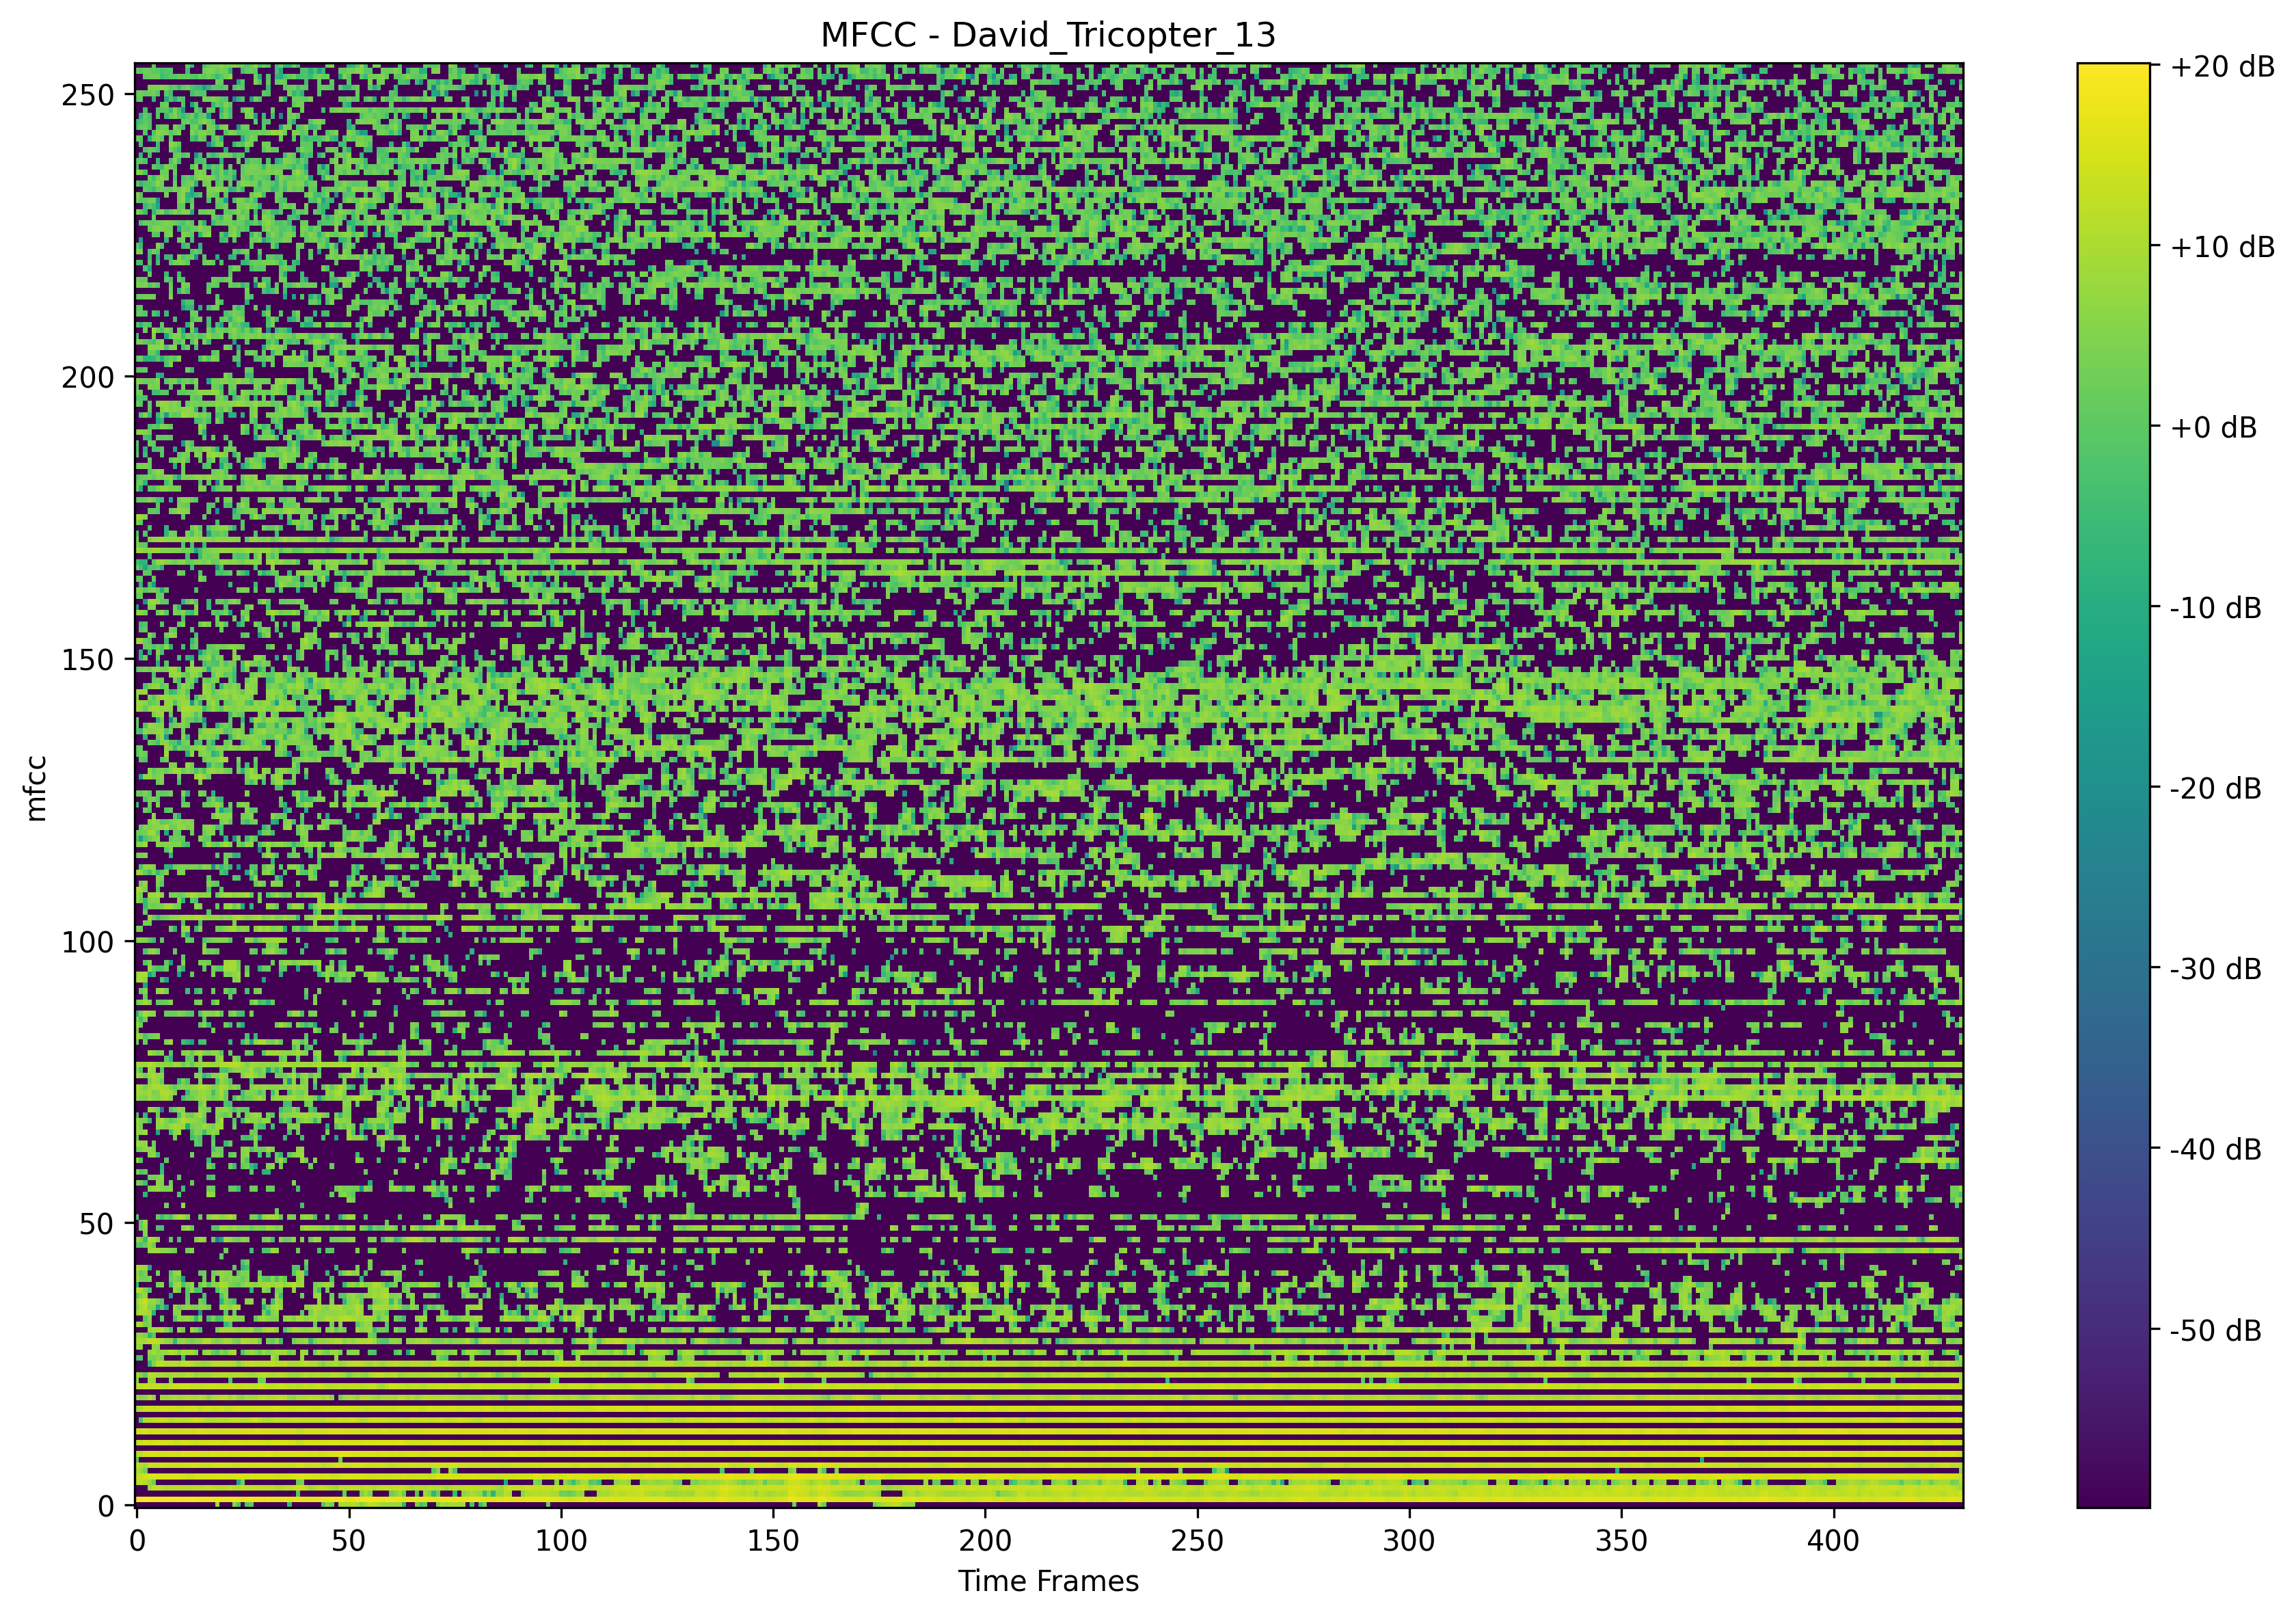 MFCC - David_Tricopter_13
mfcc
250
200
150
100
50
0
0 50 100 150 200 250 300 350 400
Time Frames
+20 dB
+10 dB
+0 dB
-10 dB
-20 dB
-30 dB
-40 dB
-50 dB